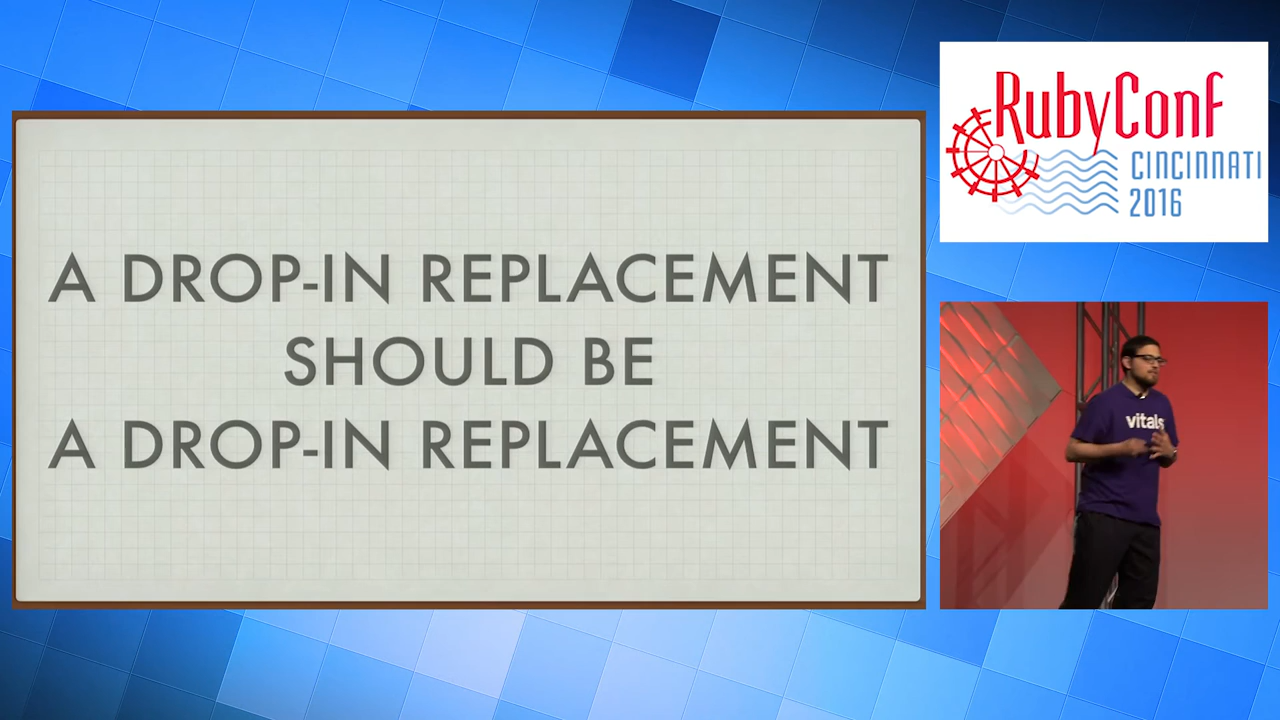 A DROP-IN REPLACEMENT
SHOULD BE
A DROP-IN REPLACEMENT
RubyConf
CINCINNATI
2016
vitals